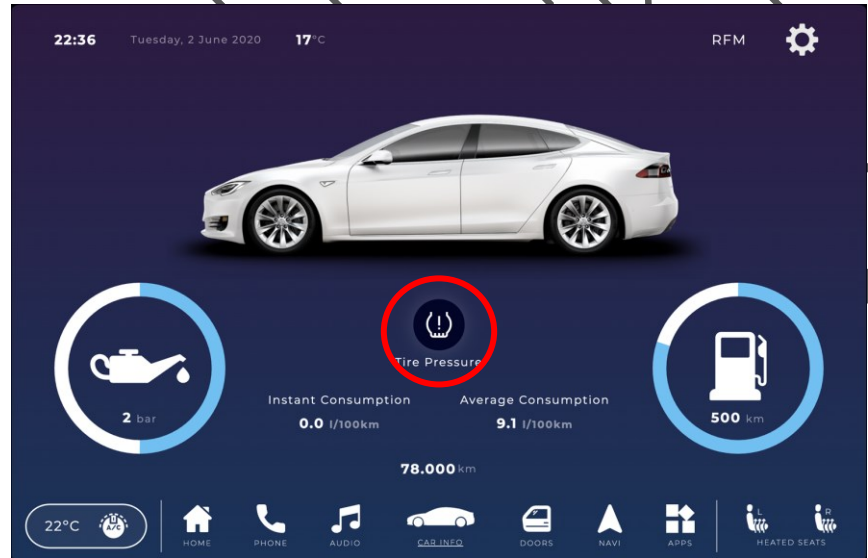 22:36 Tuesday, 2 June 2020 17°C RFM
Tire Pressure
Instant Consumption Average Consumption
0.0 l/100km 9.1 l/100km
2 bar 500 km
78.000 km
22°C A/C
HOME PHONE AUDIO CAR INFO DOORS NAVI APPS L R HEATED SEATS